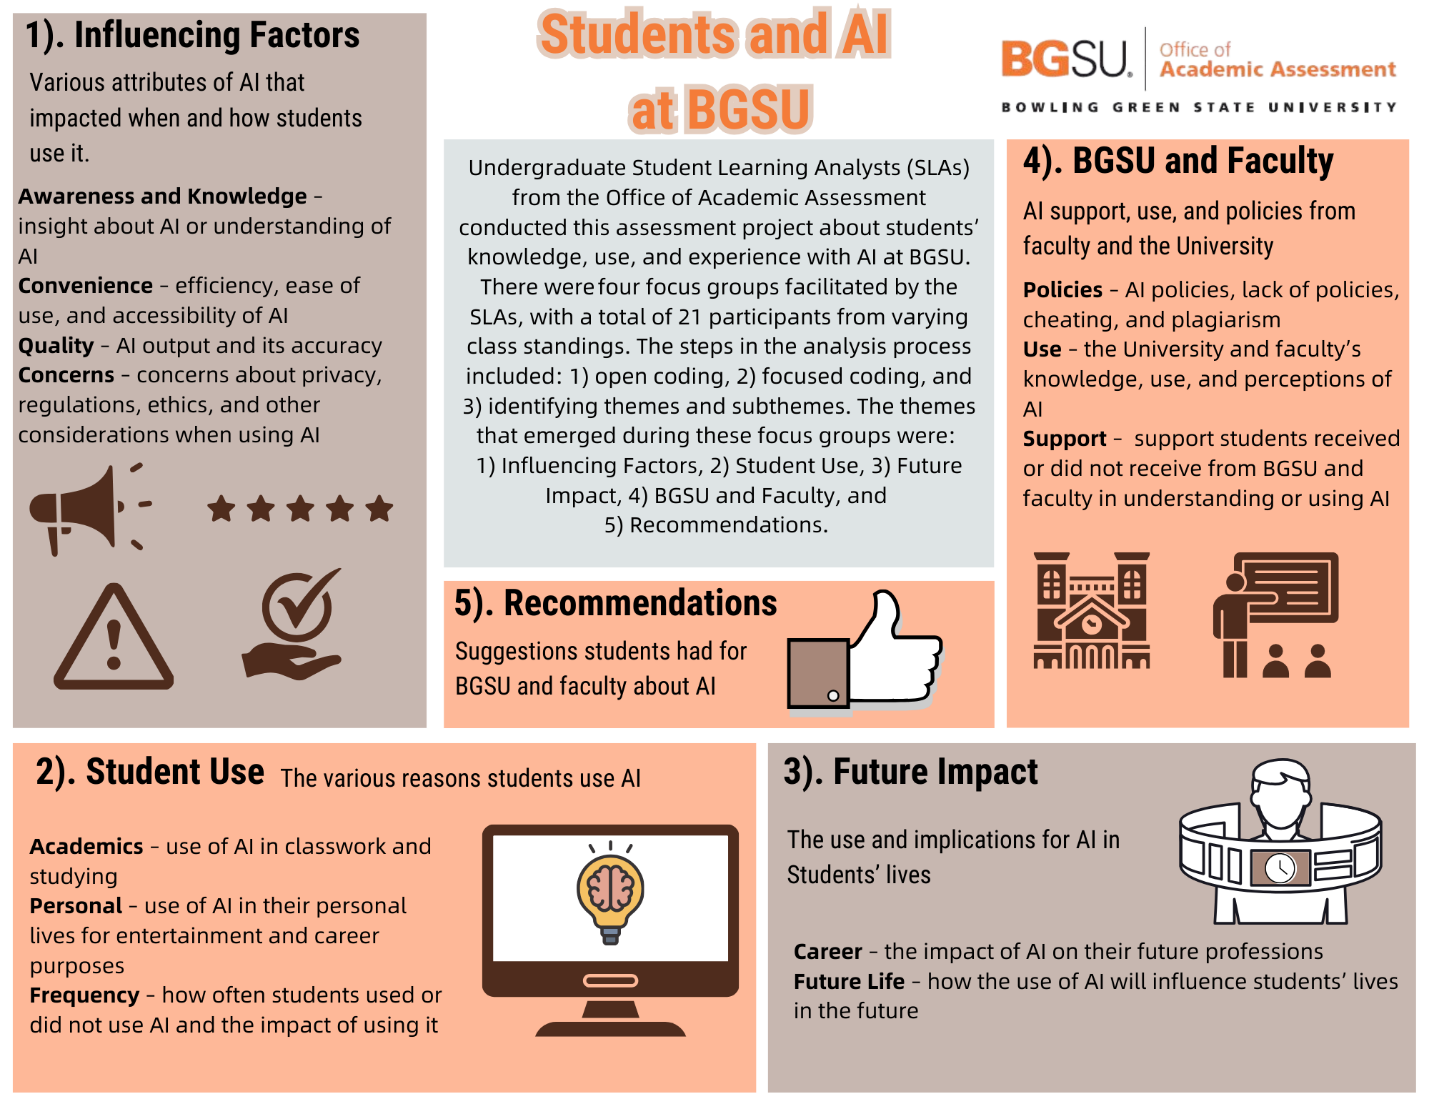 Students and AI
at BGSU
BGSU.
Office of
Academic Assessment
BOWLING GREEN STATE UNIVERSITY
Undergraduate Student Learning Analysts (SLAs)
from the Office of Academic Assessment
conducted this assessment project about students’
knowledge, use, and experience with AI at BGSU.
There were four focus groups facilitated by the
SLAs, with a total of 21 participants from varying
class standings. The steps in the analysis process
included: 1) open coding, 2) focused coding, and
3) identifying themes and subthemes. The themes
that emerged during these focus groups were:
1) Influencing Factors, 2) Student Use, 3) Future
Impact, 4) BGSU and Faculty, and
5) Recommendations.
1). Influencing Factors
Various attributes of AI that
impacted when and how students
use it.
Awareness and Knowledge –
insight about AI or understanding of
AI
Convenience – efficiency, ease of
use, and accessibility of AI
Quality – AI output and its accuracy
Concerns – concerns about privacy,
regulations, ethics, and other
considerations when using AI
2). Student Use
The various reasons students use AI
Academics – use of AI in classwork and
studying
Personal – use of AI in their personal
lives for entertainment and career
purposes
Frequency – how often students used or
did not use AI and the impact of using it
3). Future Impact
The use and implications for AI in
Students’ lives
Career – the impact of AI on their future professions
Future Life – how the use of AI will influence students’ lives
in the future
4). BGSU and Faculty
AI support, use, and policies from
faculty and the University
Policies – AI policies, lack of policies,
cheating, and plagiarism
Use – the University and faculty’s
knowledge, use, and perceptions of
AI
Support – support students received
or did not receive from BGSU and
faculty in understanding or using AI
5). Recommendations
Suggestions students had for
BGSU and faculty about AI